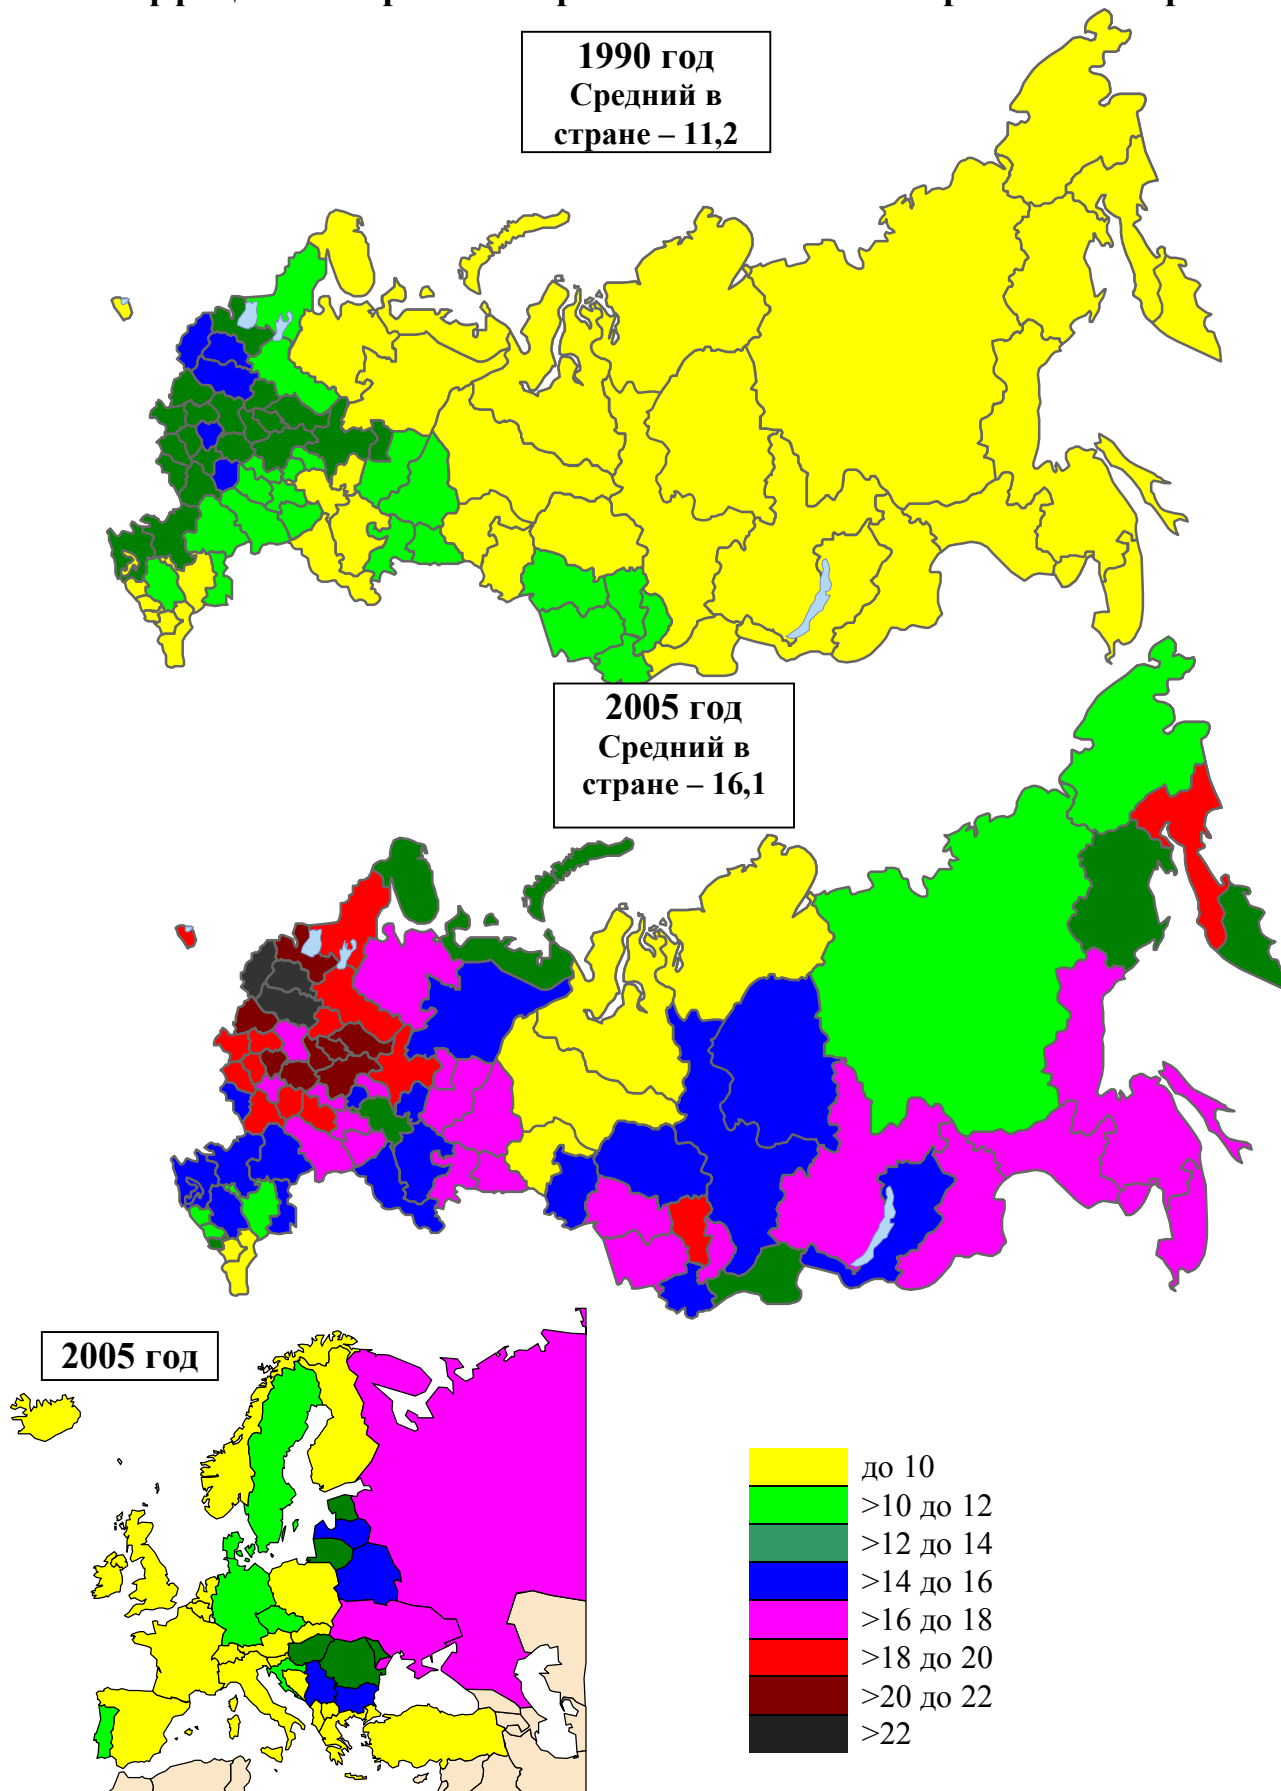 1990 год
Средний в
стране – 11,2
2005 год
Средний в
стране – 16,1
2005 год
до 10
>10 до 12
>12 до 14
>14 до 16
>16 до 18
>18 до 20
>20 до 22
>22